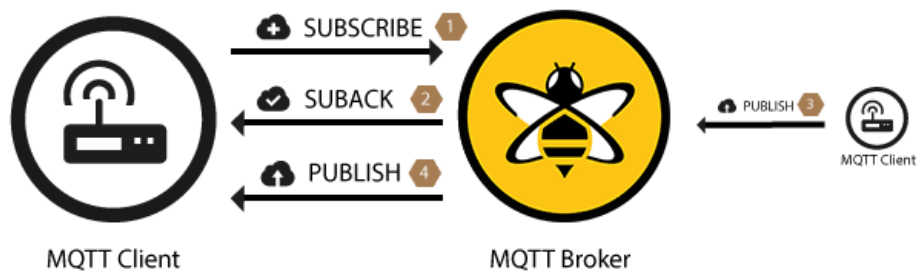 SUBSCRIBE 1
SUBACK 2
PUBLISH 3
MQTT Client
PUBLISH 4
MQTT Client
MQTT Broker